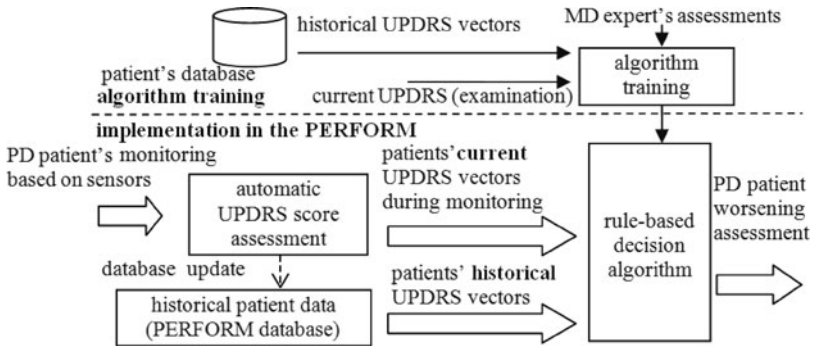 historical UPDRS vectors
MD expert's assessments
patient's database
algorithm training
current UPDRS (examination)
algorithm
training
implementation in the PERFORM
PD patient's monitoring
based on sensors
automatic
UPDRS score
assessment
patients'current
UPDRS vectors
during monitoring
rule-based
decision
algorithm
PD patient
worsening
assessment
database update
historical patient data
(PERFORM database)
patients' historical
UPDRS vectors